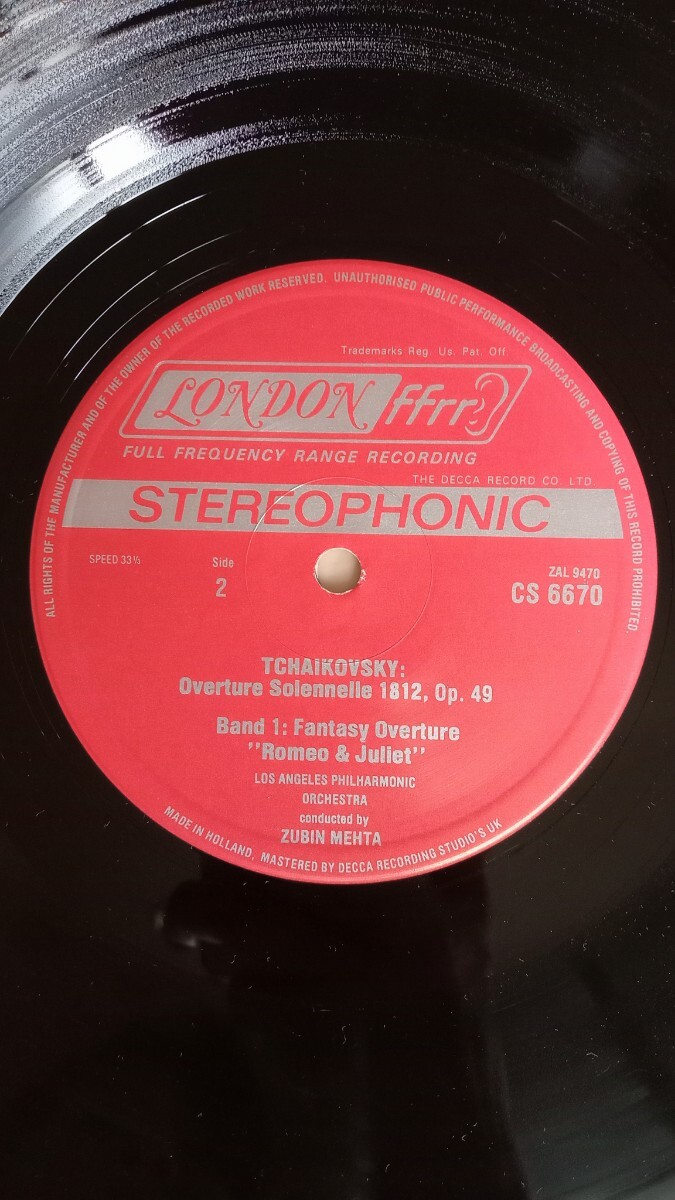 ALL RIGHTS OF THE MANUFACTURER AND OF THE OWNER OF THE RECORDED WORK RESERVED. UNAUTHORISED PUBLIC PERFORMANCE BROADCASTING AND COPYING OF THIS RECORD PROHIBITED.
Trademarks Reg. Us. Pat. Off.
LONDON ffrr
FULL FREQUENCY RANGE RECORDING
THE DECCA RECORD CO. LTD.
STEREOPHONIC
SPEED 33⅓ Side ZAL 9470
2 CS 6670
TCHAIKOVSKY:
Overture Solennelle 1812, Op. 49
Band 1: Fantasy Overture
"Romeo & Juliet"
LOS ANGELES PHILHARMONIC
ORCHESTRA
conducted by
ZUBIN MEHTA
MADE IN HOLLAND, MASTERED BY DECCA RECORDING STUDIO'S UK